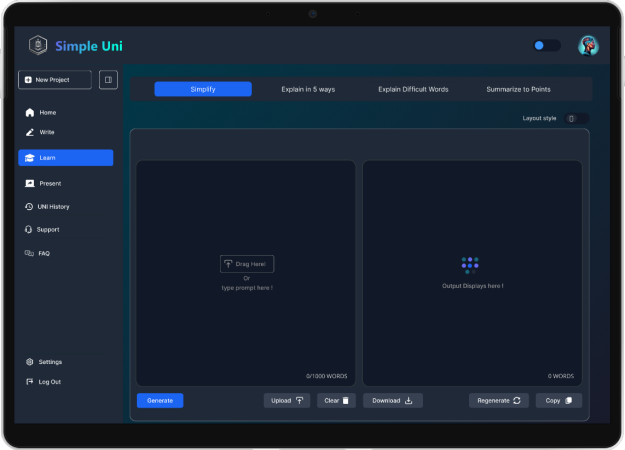 Simple Uni
New Project
Home
Write
Learn
Present
UNI History
Support
FAQ
Settings
Log Out
Simplify
Explain in 5 ways
Explain Difficult Words
Summarize to Points
Layout style
Drag Here!
Or
type prompt here !
0/1000 WORDS
Output Displays here !
0 WORDS
Generate
Upload
Clear
Download
Regenerate
Copy